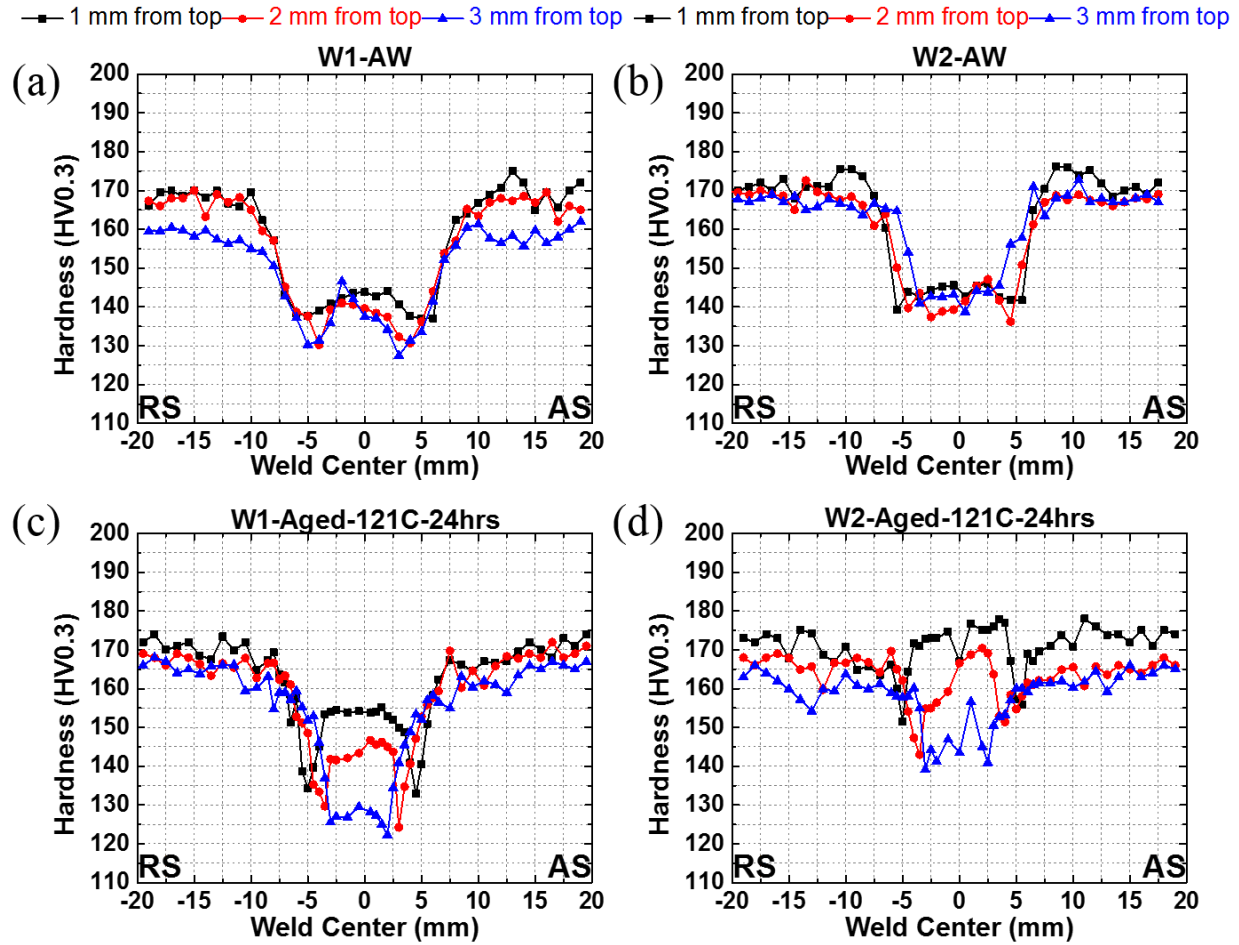 1 mm from top 2 mm from top 3 mm from top 1 mm from top 2 mm from top 3 mm from top
(a)
W1-AW
Hardness (HV0.3)
200
190
180
170
160
150
140
130
120
110
RS
AS
-20 -15 -10 -5 0 5 10 15 20
Weld Center (mm)
(b)
W2-AW
Hardness (HV0.3)
200
190
180
170
160
150
140
130
120
110
RS
AS
-20 -15 -10 -5 0 5 10 15 20
Weld Center (mm)
(c)
W1-Aged-121C-24hrs
Hardness (HV0.3)
200
190
180
170
160
150
140
130
120
110
RS
AS
-20 -15 -10 -5 0 5 10 15 20
Weld Center (mm)
(d)
W2-Aged-121C-24hrs
Hardness (HV0.3)
200
190
180
170
160
150
140
130
120
110
RS
AS
-20 -15 -10 -5 0 5 10 15 20
Weld Center (mm)